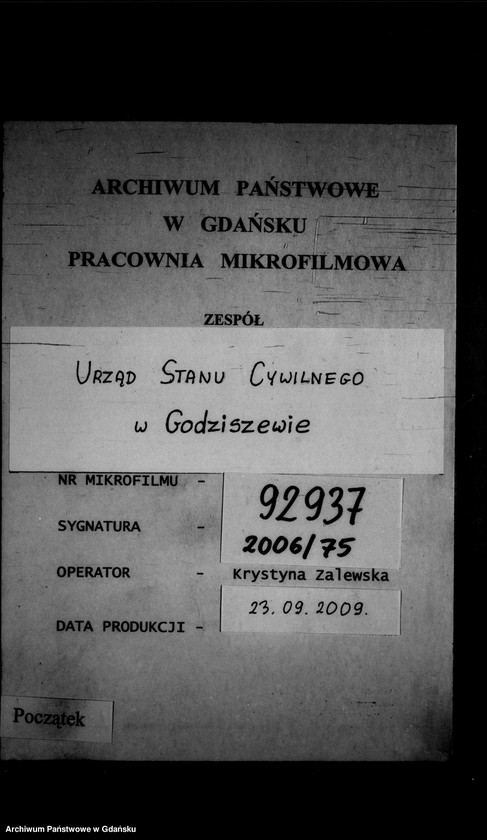 ARCHIWUM PAŃSTWOWE
W GDAŃSKU
PRACOWNIA MIKROFILMOWA
ZESPÓŁ
URZĄD STANU CYWILNEGO
w Godziszewie
NR MIKROFILMU - 92937
SYGNATURA - 2006/75
OPERATOR - Krystyna Zalewska
DATA PRODUKCJI - 23.09.2009.
Początek
Archiwum Państwowe w Gdańsku